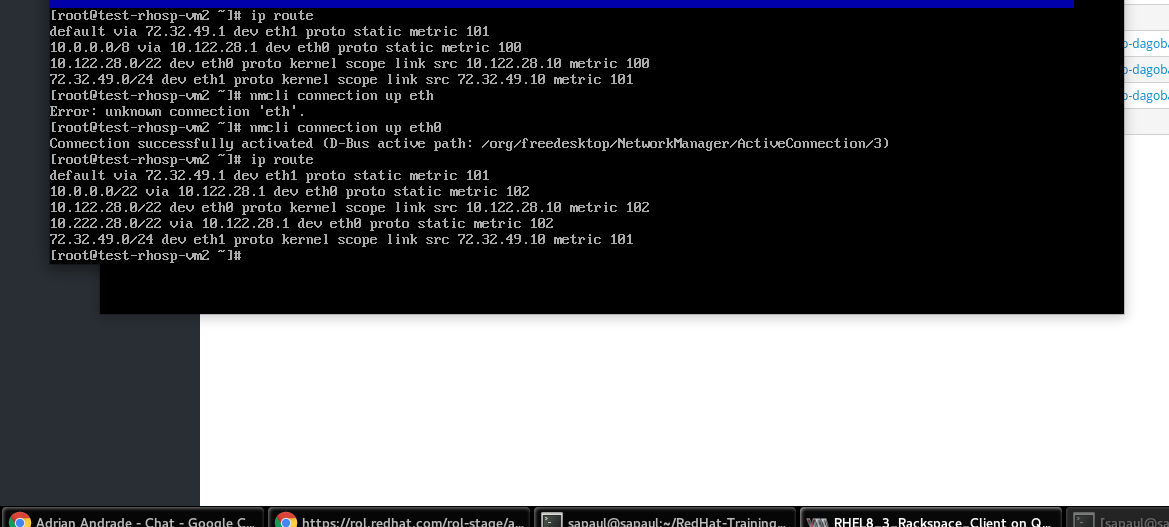 [root@test-rhosp-vm2 ~]# ip route
default via 72.32.49.1 dev eth1 proto static metric 101
10.0.0.0/8 via 10.122.28.1 dev eth0 proto static metric 100
10.122.28.0/22 dev eth0 proto kernel scope link src 10.122.28.10 metric 100
72.32.49.0/24 dev eth1 proto kernel scope link src 72.32.49.10 metric 101
[root@test-rhosp-vm2 ~]# nmcli connection up eth
Error: unknown connection 'eth'.
[root@test-rhosp-vm2 ~]# nmcli connection up eth0
Connection successfully activated (D-Bus active path: /org/freedesktop/NetworkManager/ActiveConnection/3)
[root@test-rhosp-vm2 ~]# ip route
default via 72.32.49.1 dev eth1 proto static metric 101
10.0.0.0/22 via 10.122.28.1 dev eth0 proto static metric 102
10.122.28.0/22 dev eth0 proto kernel scope link src 10.122.28.10 metric 102
10.222.28.0/22 via 10.122.28.1 dev eth0 proto static metric 102
72.32.49.0/24 dev eth1 proto kernel scope link src 72.32.49.10 metric 101
[root@test-rhosp-vm2 ~]#
o-dagoba
o-dagoba
o-dagoba
Adrian Andrade - Chat - Google C...
https://rol.redhat.com/rol-stage/a...
sapaul@sapaul:~/RedHat-Training...
RHEL8_3_Rackspace_Client on Q...
[sapaul@sa